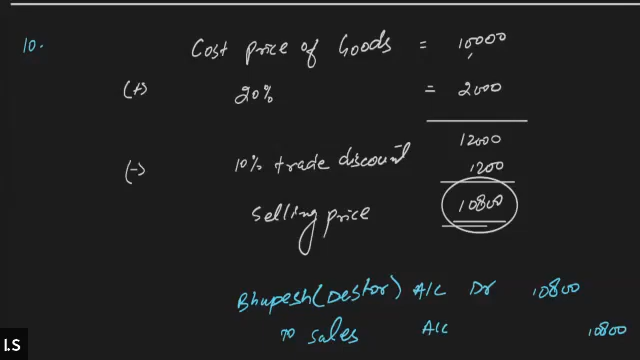 10. Cost price of Goods = 10000
(+) 20% = 2000
12000
(-) 10% trade discount 1200
Selling price 10800
Bhupesh (Destor) A/C Dr 10800
To Sales A/C 10800
I.S